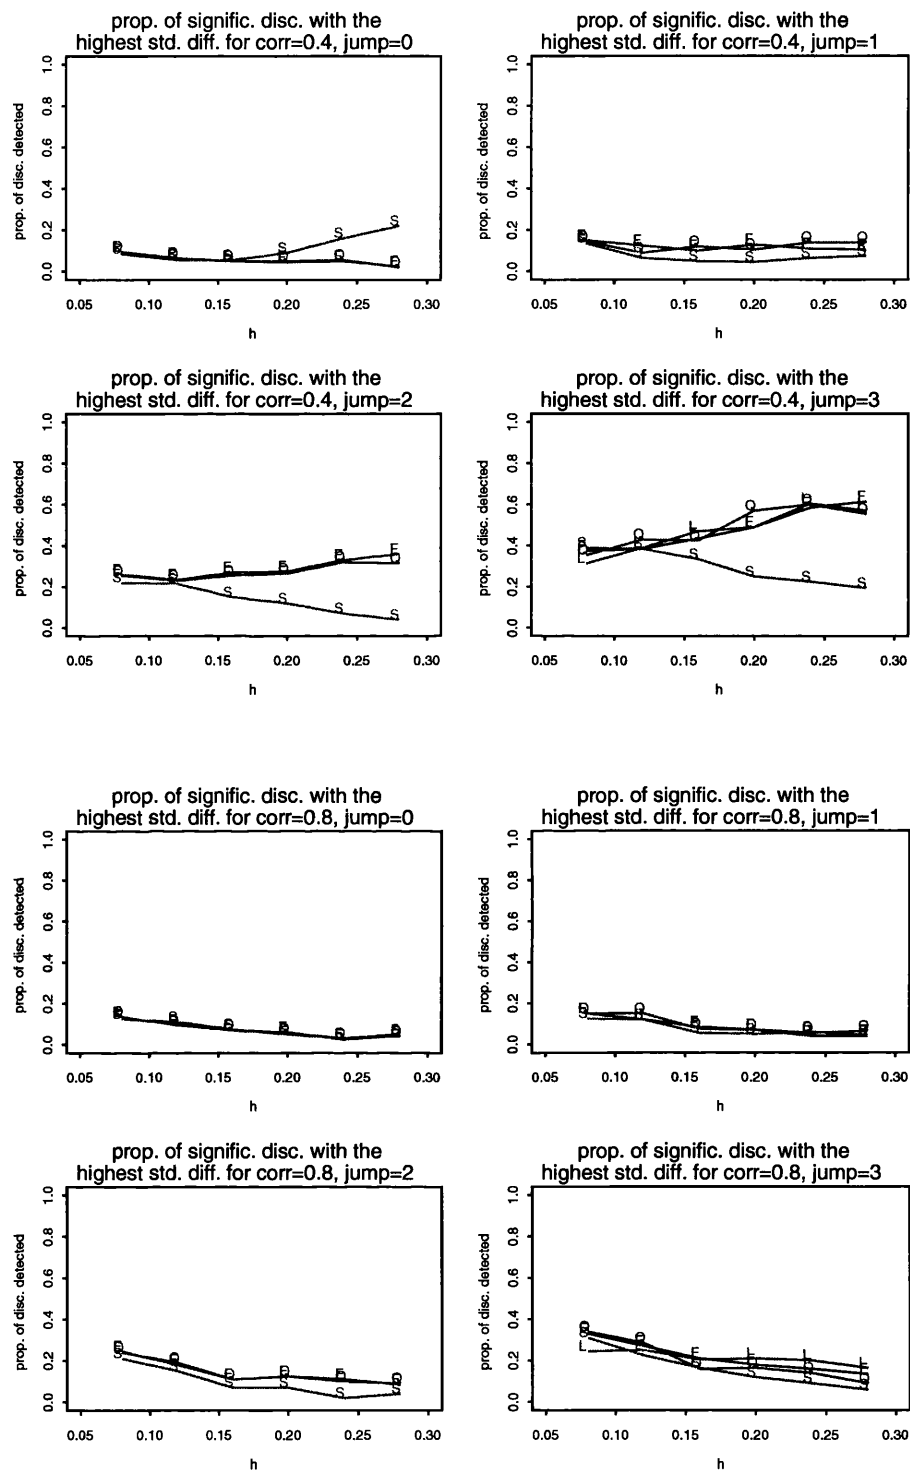 prop. of signific. disc. with the
highest std. diff. for corr=0.4, jump=0
prop. of disc. detected
1.0
0.8
0.6
0.4
0.2
0.0
S S S
0.05 0.10 0.15 0.20 0.25 0.30
h
prop. of signific. disc. with the
highest std. diff. for corr=0.4, jump=1
prop. of disc. detected
1.0
0.8
0.6
0.4
0.2
0.0
0.05 0.10 0.15 0.20 0.25 0.30
h
prop. of signific. disc. with the
highest std. diff. for corr=0.4, jump=2
prop. of disc. detected
1.0
0.8
0.6
0.4
0.2
0.0
S S S S S
0.05 0.10 0.15 0.20 0.25 0.30
h
prop. of signific. disc. with the
highest std. diff. for corr=0.4, jump=3
prop. of disc. detected
1.0
0.8
0.6
0.4
0.2
0.0
S S S S
0.05 0.10 0.15 0.20 0.25 0.30
h
prop. of signific. disc. with the
highest std. diff. for corr=0.8, jump=0
prop. of disc. detected
1.0
0.8
0.6
0.4
0.2
0.0
0.05 0.10 0.15 0.20 0.25 0.30
h
prop. of signific. disc. with the
highest std. diff. for corr=0.8, jump=1
prop. of disc. detected
1.0
0.8
0.6
0.4
0.2
0.0
0.05 0.10 0.15 0.20 0.25 0.30
h
prop. of signific. disc. with the
highest std. diff. for corr=0.8, jump=2
prop. of disc. detected
1.0
0.8
0.6
0.4
0.2
0.0
0.05 0.10 0.15 0.20 0.25 0.30
h
prop. of signific. disc. with the
highest std. diff. for corr=0.8, jump=3
prop. of disc. detected
1.0
0.8
0.6
0.4
0.2
0.0
0.05 0.10 0.15 0.20 0.25 0.30
h